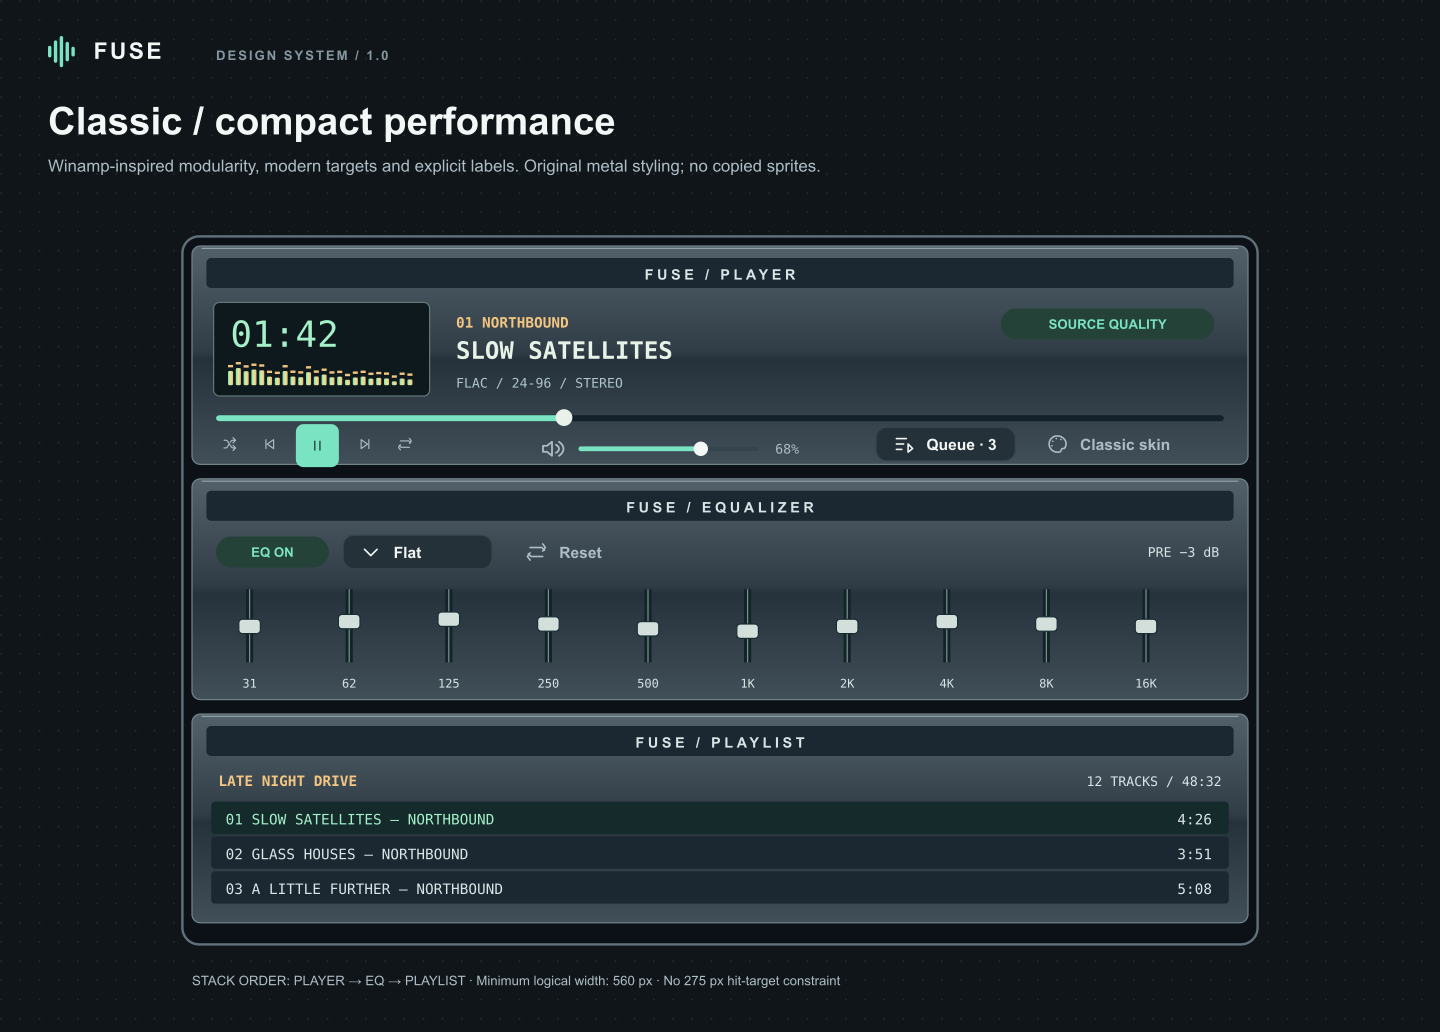 FUSE
DESIGN SYSTEM / 1.0
Classic / compact performance
Winamp-inspired modularity, modern targets and explicit labels. Original metal styling; no copied sprites.
FUSE / PLAYER
01:42
01 NORTHBOUND
SLOW SATELLITES
FLAC / 24-96 / STEREO
SOURCE QUALITY
68%
Queue · 3
Classic skin
FUSE / EQUALIZER
EQ ON
Flat
Reset
PRE −3 dB
31 62 125 250 500 1K 2K 4K 8K 16K
FUSE / PLAYLIST
LATE NIGHT DRIVE
12 TRACKS / 48:32
01 SLOW SATELLITES — NORTHBOUND 4:26
02 GLASS HOUSES — NORTHBOUND 3:51
03 A LITTLE FURTHER — NORTHBOUND 5:08
STACK ORDER: PLAYER → EQ → PLAYLIST · Minimum logical width: 560 px · No 275 px hit-target constraint